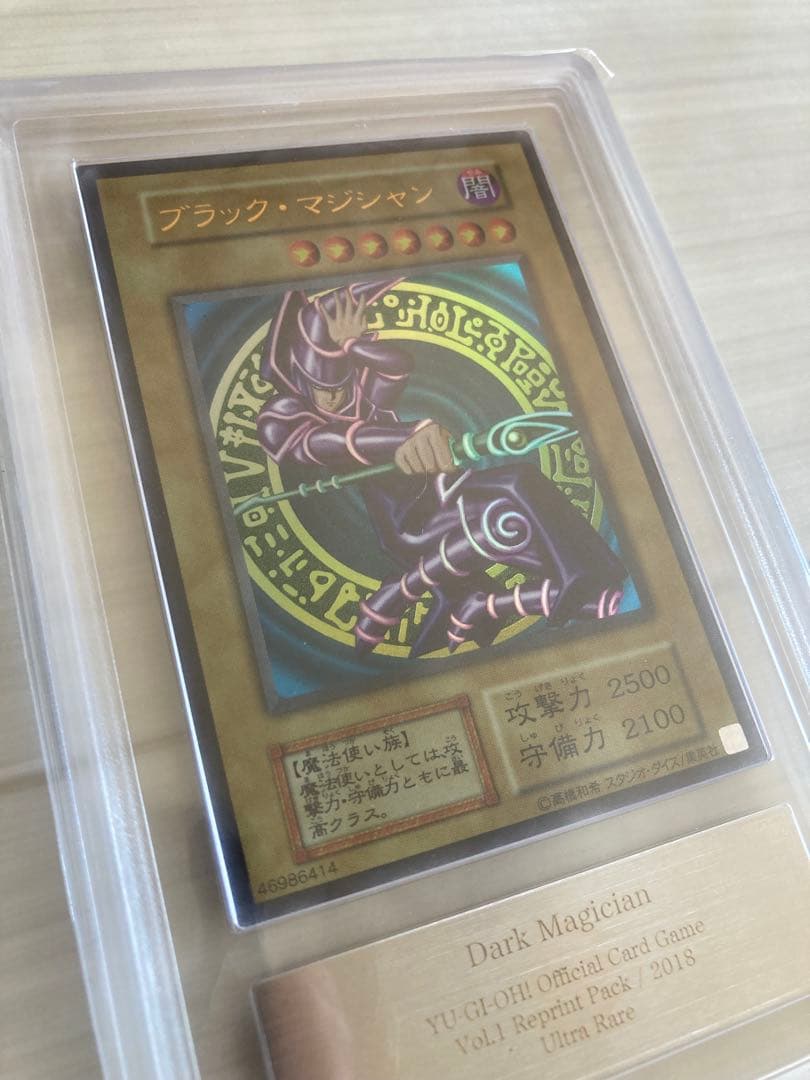 ブラック・マジシャン
闇
攻撃力 2500
守備力 2100
【魔法使い族】
魔法使いとしては、攻
撃力・守備力ともに最
高クラス。
©高橋和希 スタジオ・ダイス/集英社
46986414
Dark Magician
YU-GI-OH! Official Card Game
Vol.1 Reprint Pack / 2018
Ultra Rare